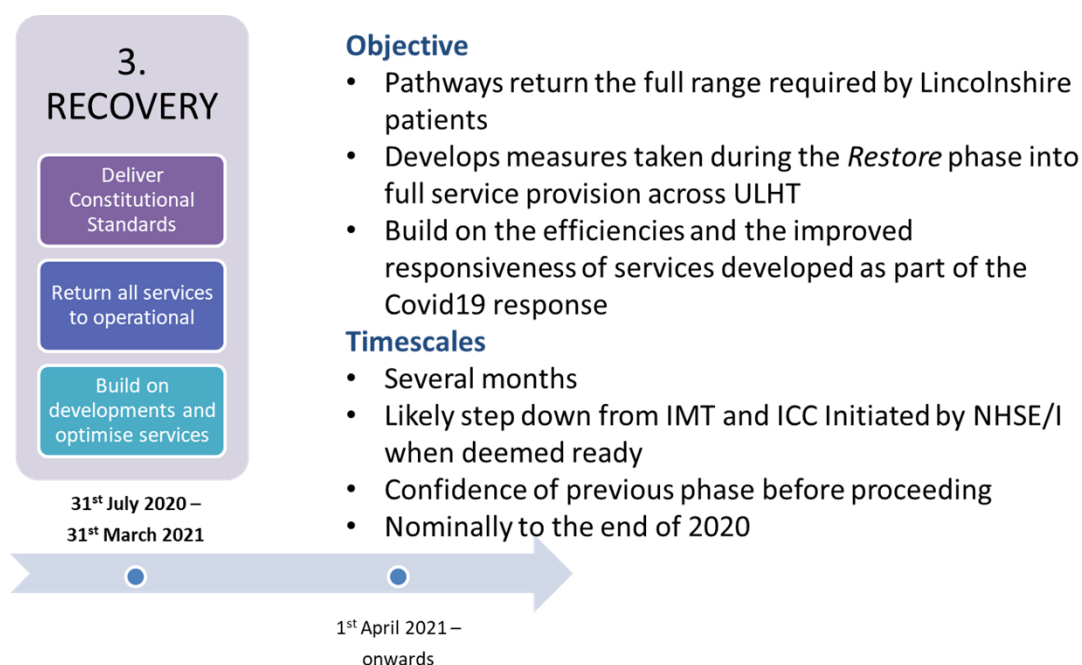 3.
RECOVERY
Deliver
Constitutional
Standards
Return all services
to operational
Build on
developments and
optimise services
31st July 2020 –
31st March 2021
Objective
• Pathways return the full range required by Lincolnshire
patients
• Develops measures taken during the Restore phase into
full service provision across ULHT
• Build on the efficiencies and the improved
responsiveness of services developed as part of the
Covid19 response
Timescales
• Several months
• Likely step down from IMT and ICC Initiated by NHSE/I
when deemed ready
• Confidence of previous phase before proceeding
• Nominally to the end of 2020
1st April 2021 –
onwards